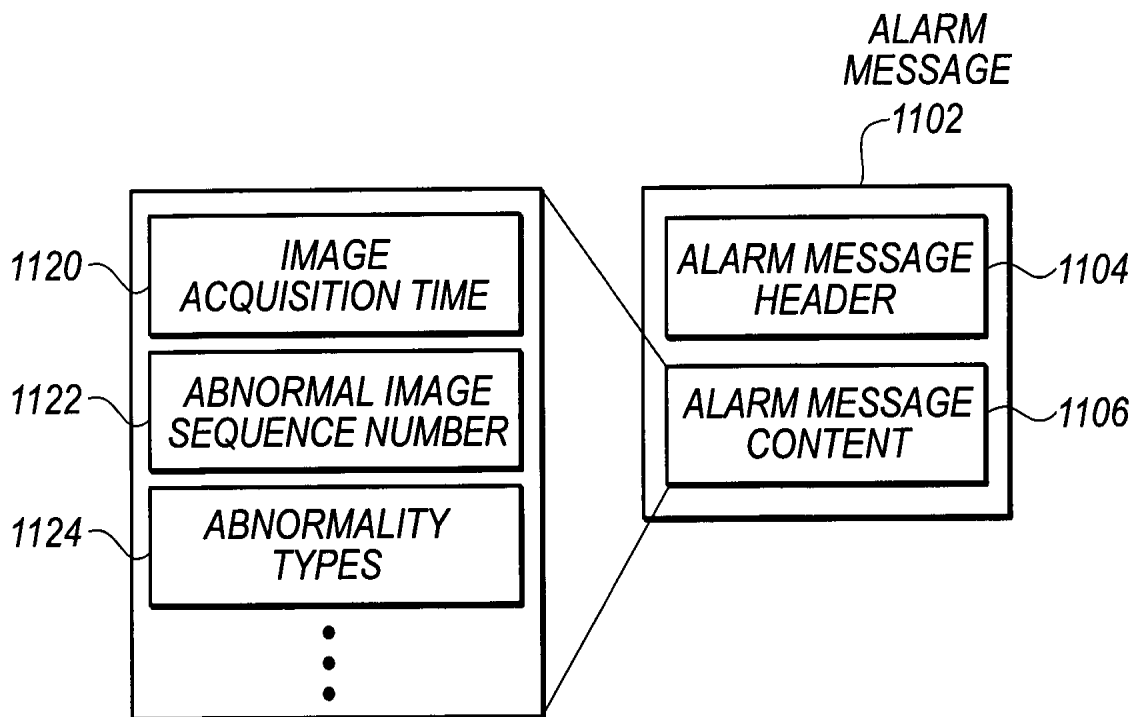 ALARM
MESSAGE
1102
1120
IMAGE
ACQUISITION TIME
1122
ABNORMAL IMAGE
SEQUENCE NUMBER
1124
ABNORMALITY
TYPES
ALARM MESSAGE
HEADER
1104
ALARM MESSAGE
CONTENT
1106